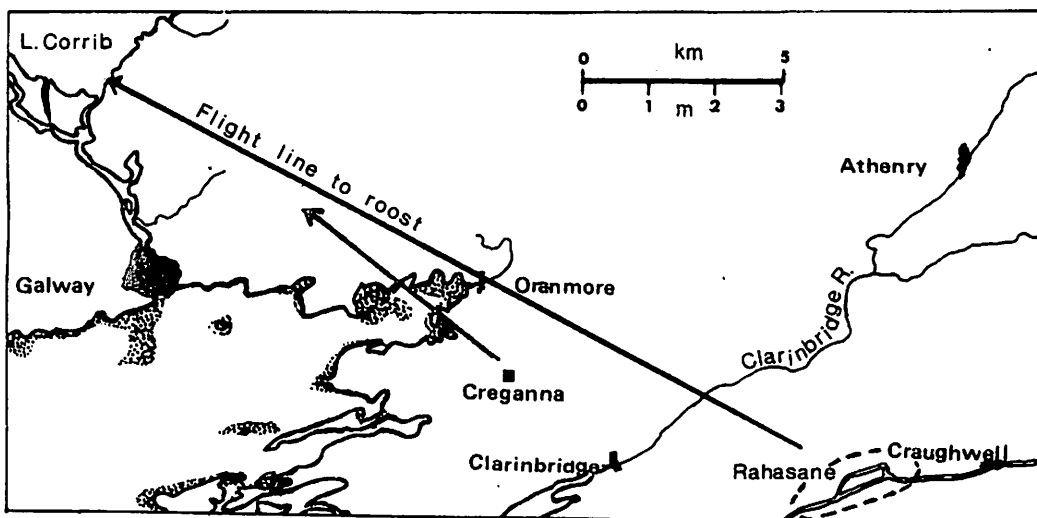 L. Corrib
0 km 5
0 1 2 3
m
Flight line to roost
Athenry
Galway
Oranmore
Clarinbridge R.
Creganna
Clarinbridge
Rahasane
Craughwell